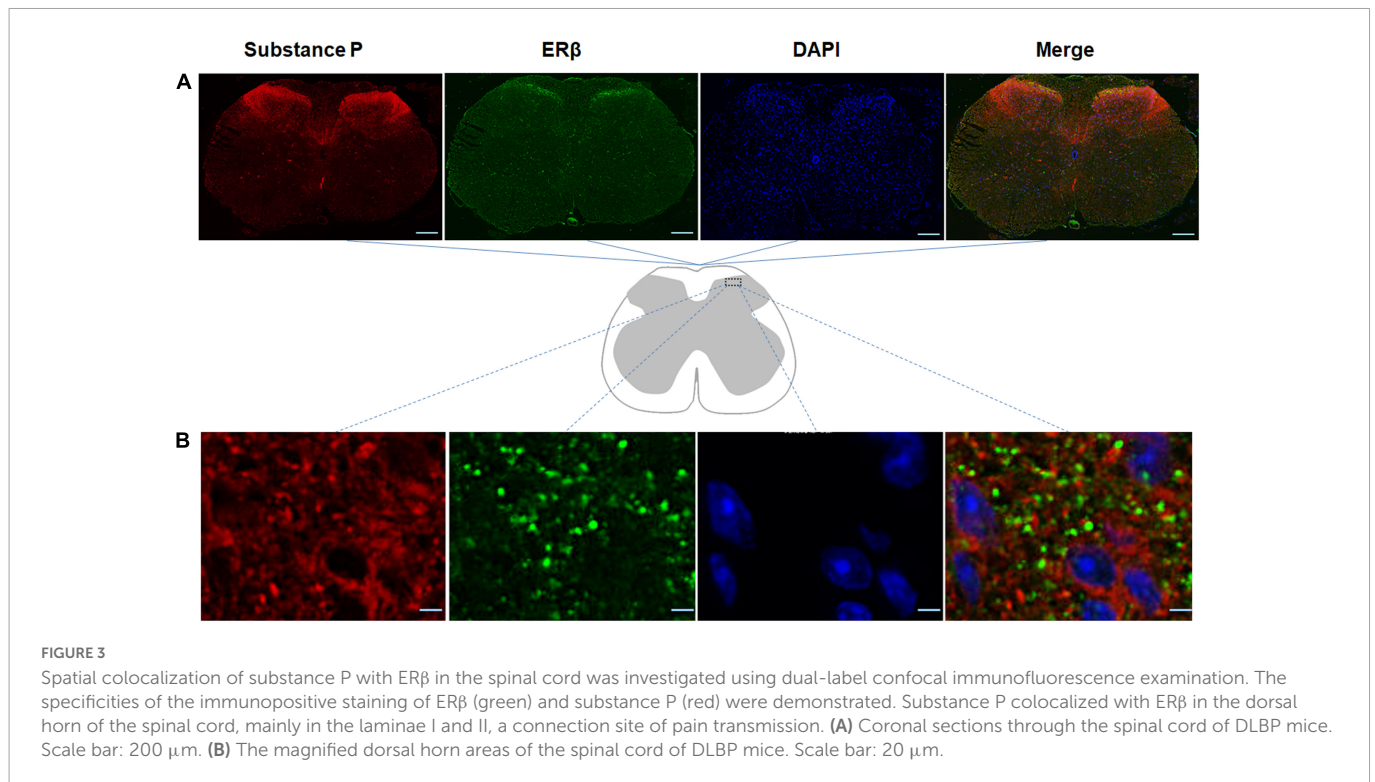 Substance P ERβ DAPI Merge
A
B
FIGURE 3
Spatial colocalization of substance P with ERβ in the spinal cord was investigated using dual-label confocal immunofluorescence examination. The
specificities of the immunopositive staining of ERβ (green) and substance P (red) were demonstrated. Substance P colocalized with ERβ in the dorsal
horn of the spinal cord, mainly in the laminae I and II, a connection site of pain transmission. (A) Coronal sections through the spinal cord of DLBP mice.
Scale bar: 200 μm. (B) The magnified dorsal horn areas of the spinal cord of DLBP mice. Scale bar: 20 μm.